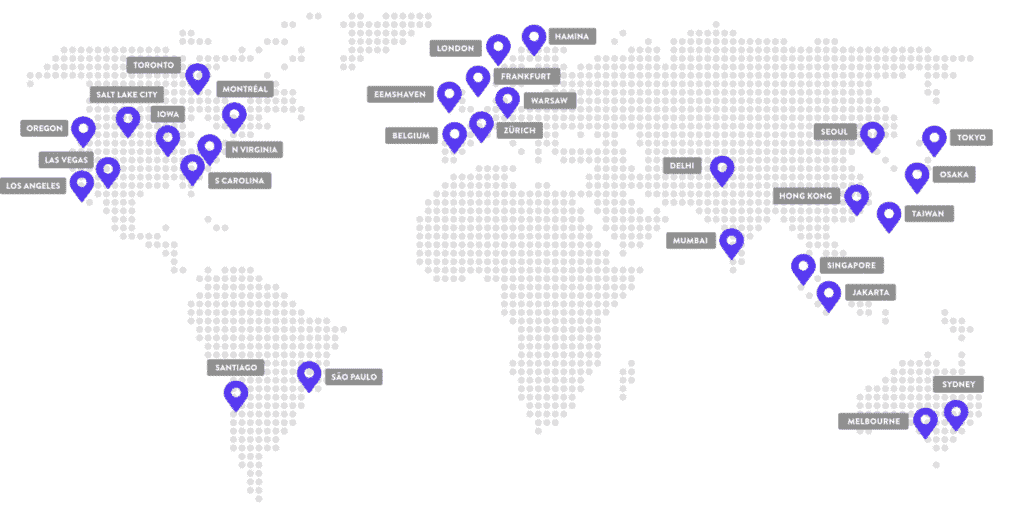 HAMINA
LONDON
TORONTO
FRANKFURT
MONTRÉAL
SALT LAKE CITY
EEMSHAVEN
WARSAW
IOWA
OREGON
ZÜRICH
SEOUL
BELGIUM
TOKYO
N VIRGINIA
LAS VEGAS
DELHI
OSAKA
S CAROLINA
LOS ANGELES
HONG KONG
TAIWAN
MUMBAI
SINGAPORE
JAKARTA
SANTIAGO
SÃO PAULO
SYDNEY
MELBOURNE